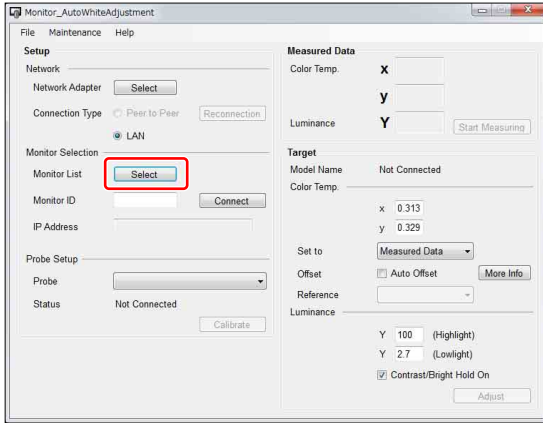 Monitor_AutoWhiteAdjustment
File Maintenance Help
Setup
Network
Network Adapter Select
Connection Type Peer to Peer Reconnection
LAN
Monitor Selection
Monitor List Select
Monitor ID Connect
IP Address
Probe Setup
Probe
Status Not Connected
Calibrate
Measured Data
Color Temp. x
y
Luminance Y Start Measuring
Target
Model Name Not Connected
Color Temp.
x 0.313
y 0.329
Set to Measured Data
Offset Auto Offset More Info
Reference
Luminance
Y 100 (Highlight)
Y 2.7 (Lowlight)
Contrast/Bright Hold On
Adjust